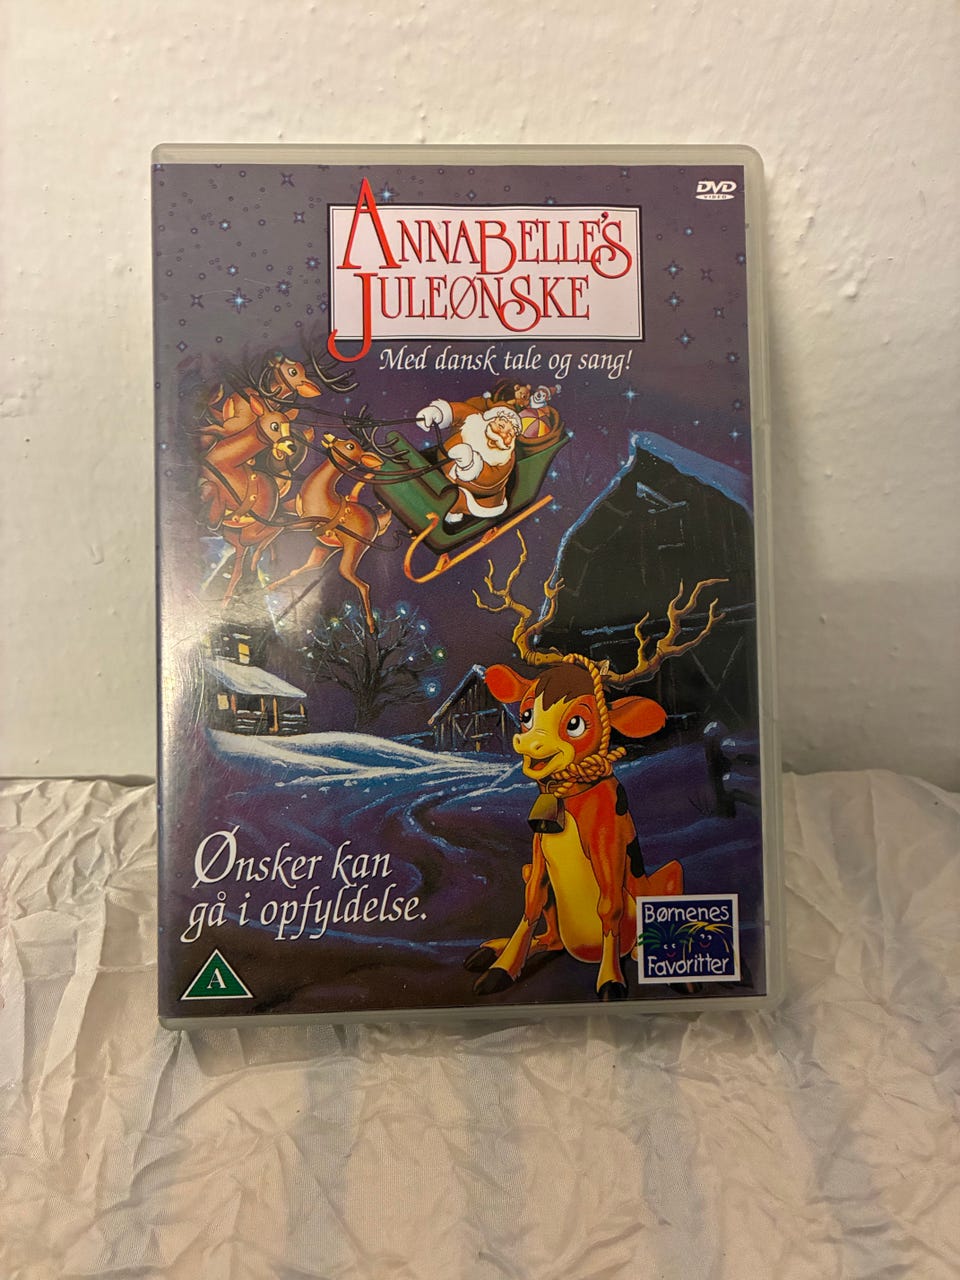 DVD
VIDEO
ANNABELLE'S
JULEØNSKE
Med dansk tale og sang!
Ønsker kan
gå i opfyldelse.
A
Børnenes
Favoritter